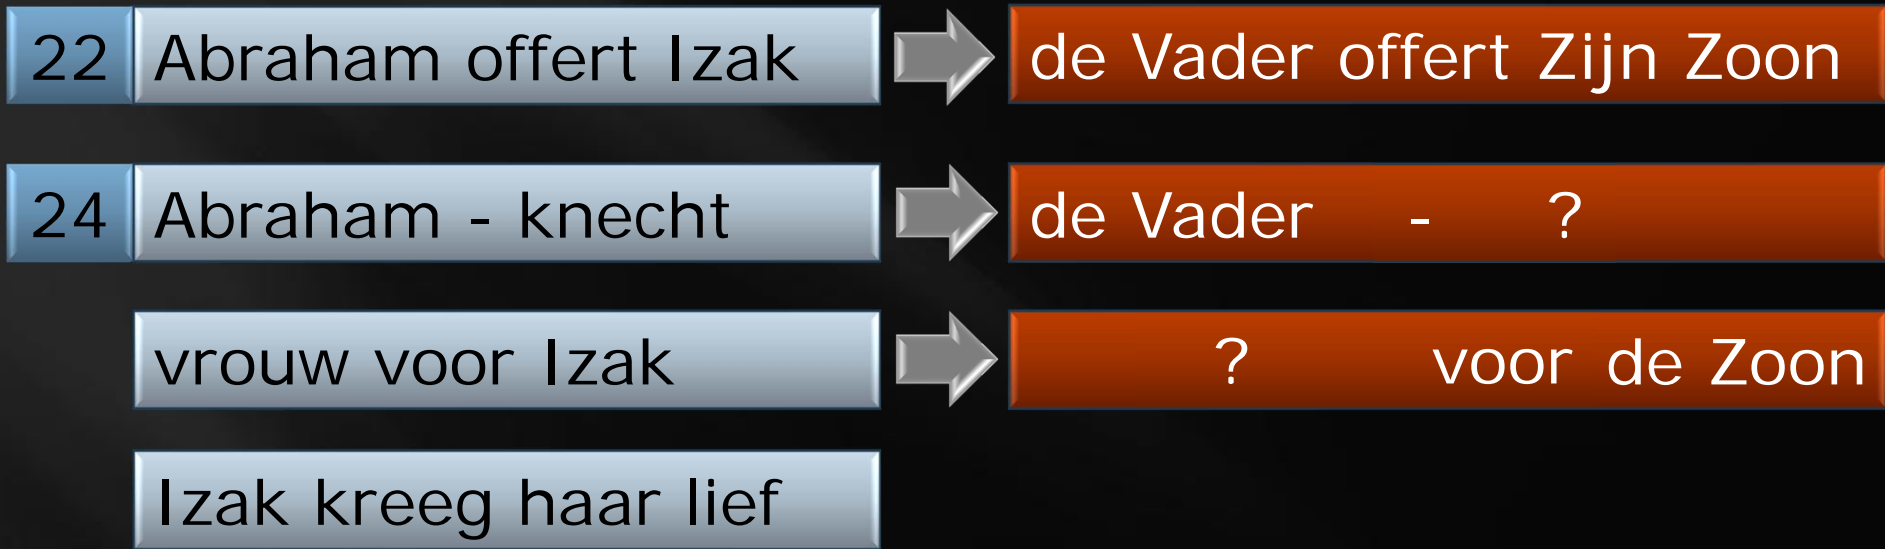 22 Abraham offert Izak de Vader offert Zijn Zoon
24 Abraham - knecht de Vader - ?
vrouw voor Izak ? voor de Zoon
Izak kreeg haar lief